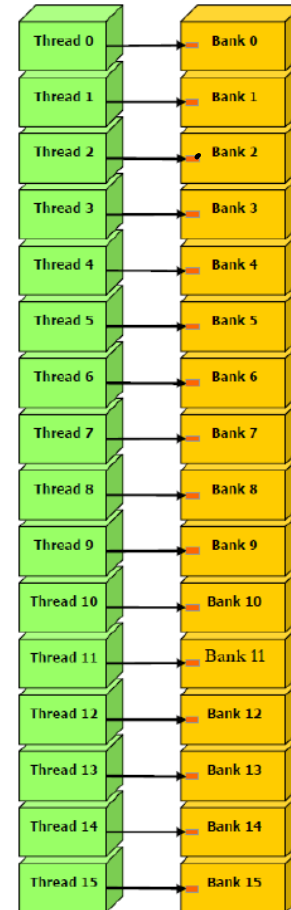 Thread 0 Bank 0
Thread 1 Bank 1
Thread 2 Bank 2
Thread 3 Bank 3
Thread 4 Bank 4
Thread 5 Bank 5
Thread 6 Bank 6
Thread 7 Bank 7
Thread 8 Bank 8
Thread 9 Bank 9
Thread 10 Bank 10
Thread 11 Bank 11
Thread 12 Bank 12
Thread 13 Bank 13
Thread 14 Bank 14
Thread 15 Bank 15